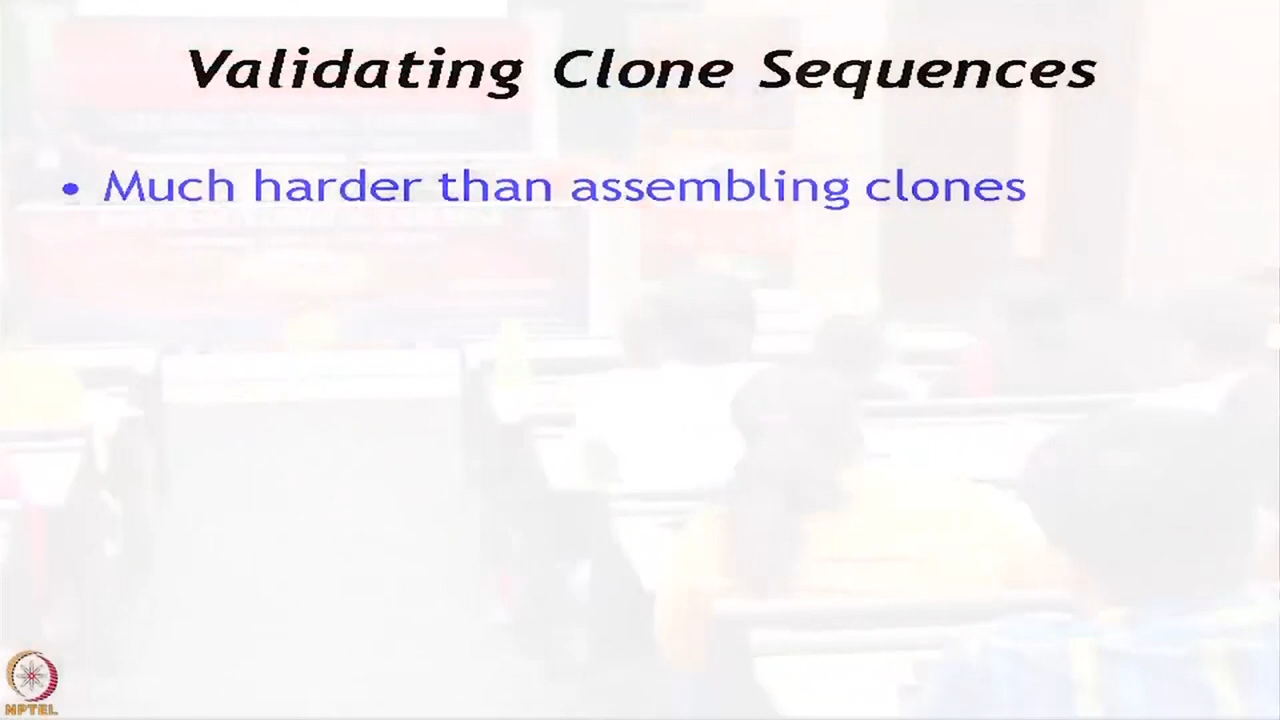 Validating Clone Sequences
• Much harder than assembling clones
NPTEL